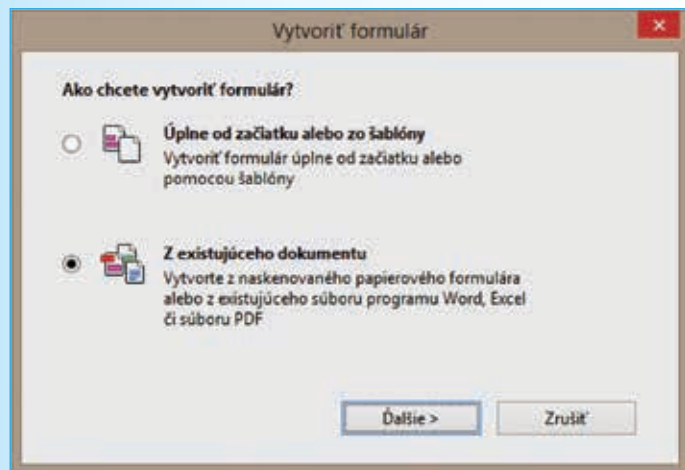 Vytvoriť formulár
Ako chcete vytvoriť formulár?
Úplne od začiatku alebo zo šablóny
Vytvoriť formulár úplne od začiatku alebo
pomocou šablóny
Z existujúceho dokumentu
Vytvorte z naskenovaného papierového formulára
alebo z existujúceho súboru programu Word, Excel
či súboru PDF
Ďalšie >
Zrušiť